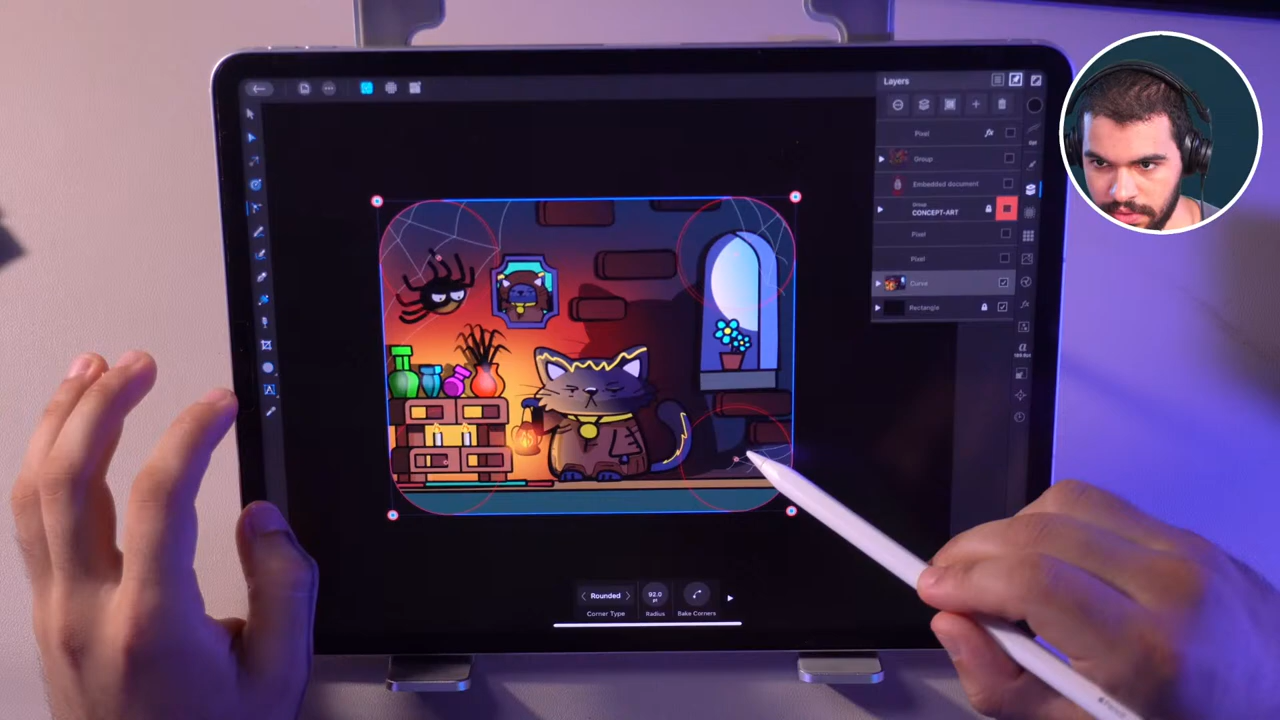 Layers
Pixel
Group
Embedded document
Group
CONCEPT-ART
Pixel
Pixel
Curve
Rectangle
Rounded
92.0
Corner Type
Radius
Bake Corners